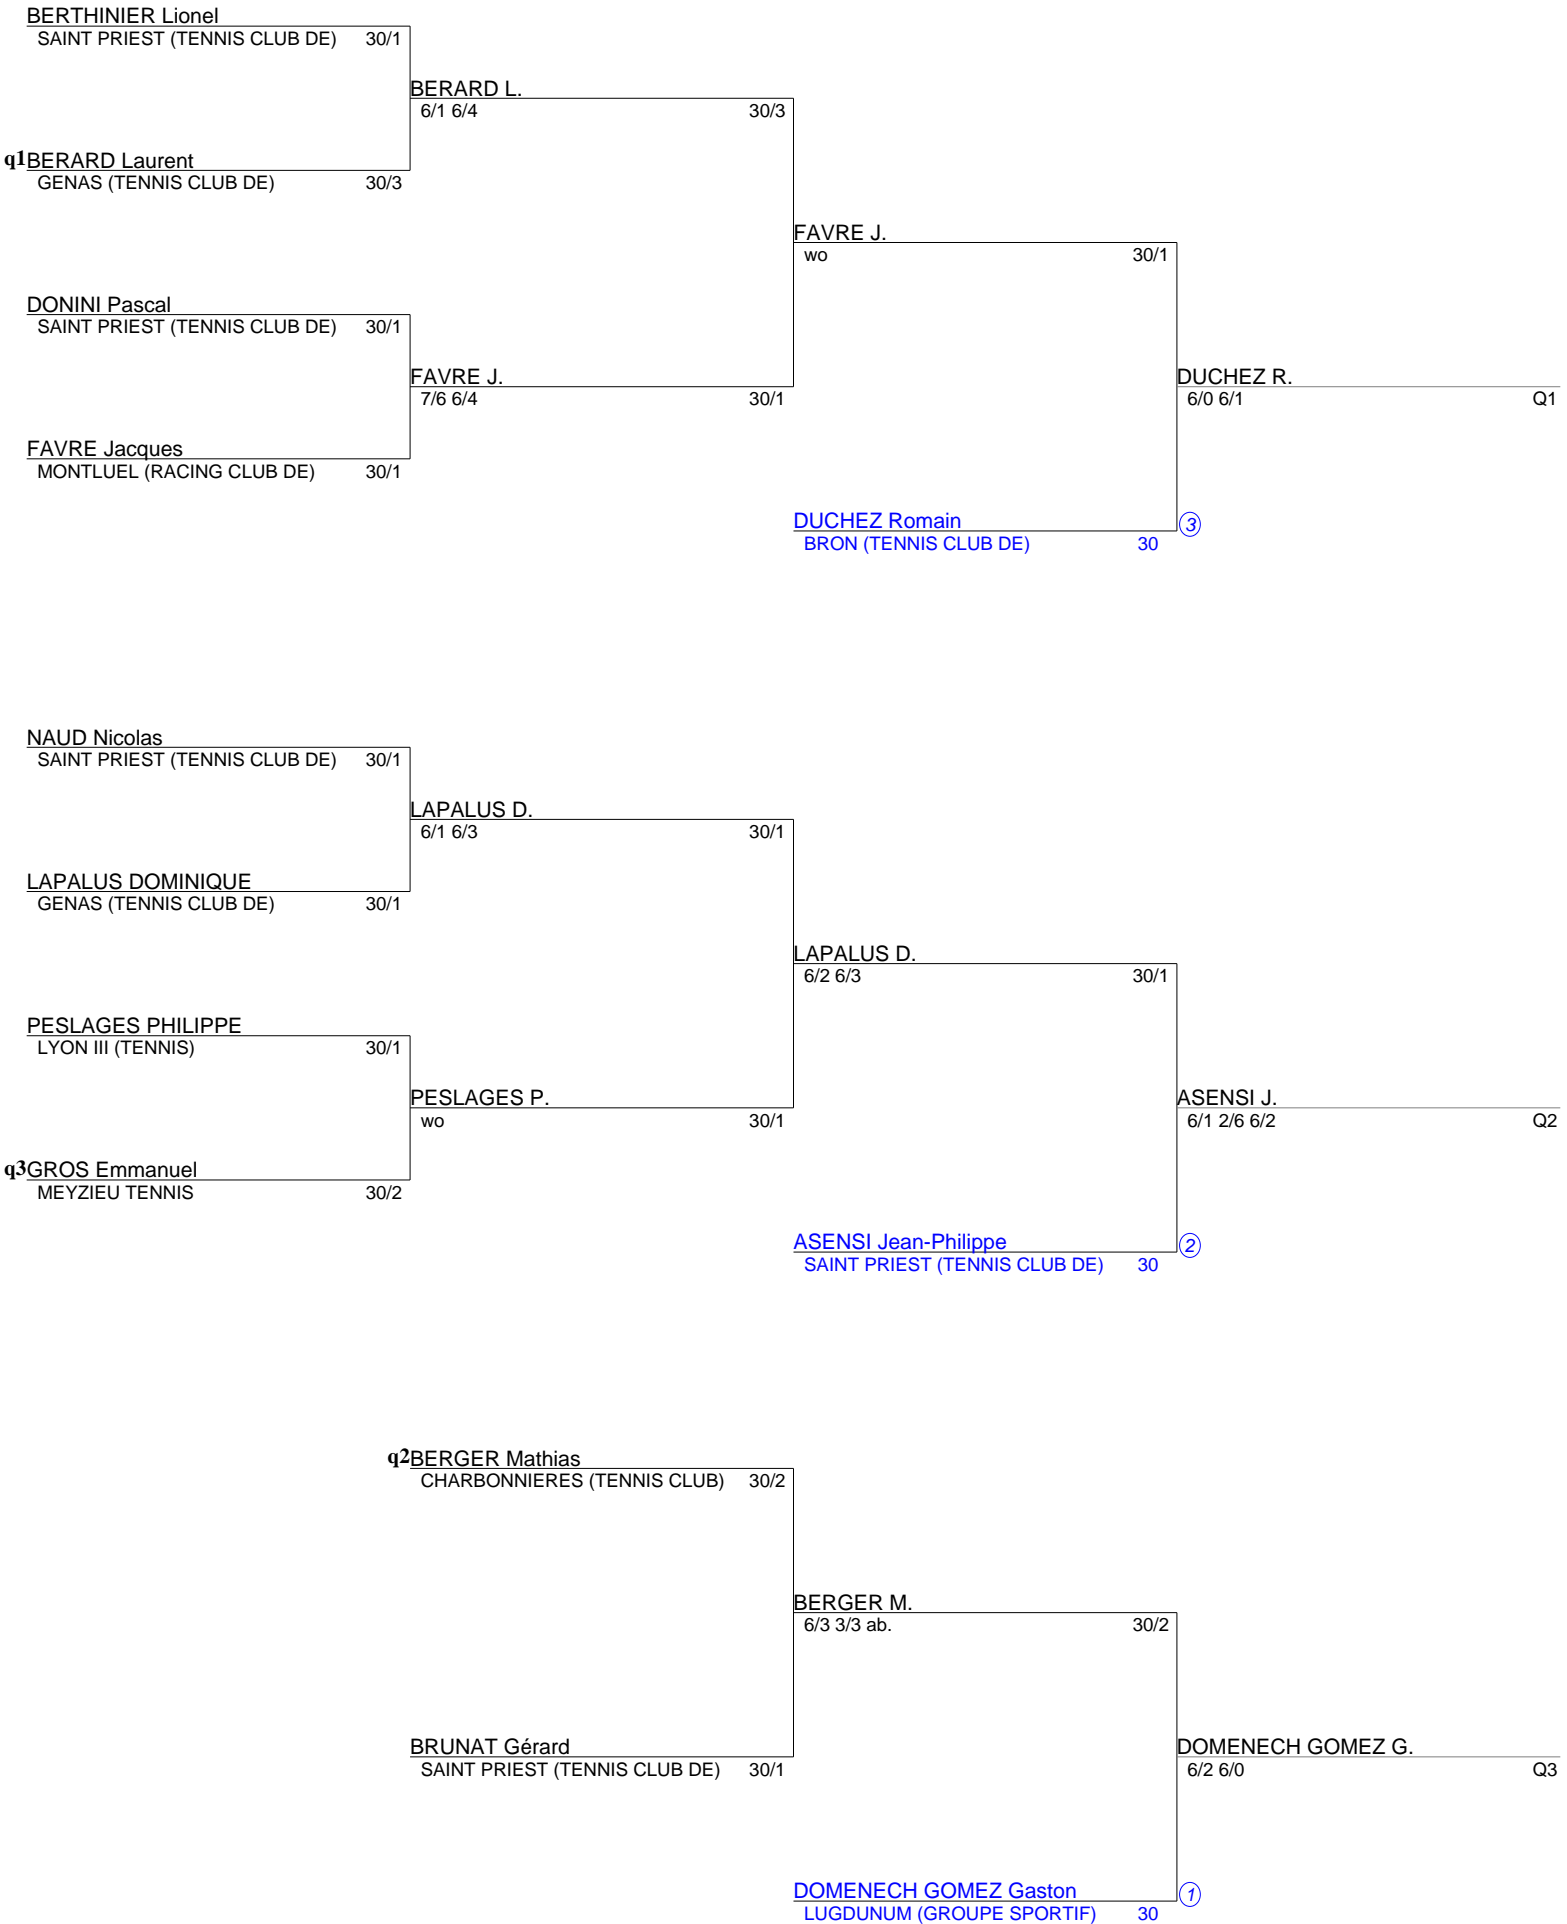 BERTHINIER Lionel
SAINT PRIEST (TENNIS CLUB DE) 30/1
BERARD L.
6/1 6/4 30/3
q1 BERARD Laurent
GENAS (TENNIS CLUB DE) 30/3
FAVRE J.
wo 30/1
DONINI Pascal
SAINT PRIEST (TENNIS CLUB DE) 30/1
FAVRE J.
7/6 6/4 30/1
DUCHEZ R.
6/0 6/1 Q1
FAVRE Jacques
MONTLUEL (RACING CLUB DE) 30/1
DUCHEZ Romain 3
BRON (TENNIS CLUB DE) 30
NAUD Nicolas
SAINT PRIEST (TENNIS CLUB DE) 30/1
LAPALUS D.
6/1 6/3 30/1
LAPALUS DOMINIQUE
GENAS (TENNIS CLUB DE) 30/1
LAPALUS D.
6/2 6/3 30/1
PESLAGES PHILIPPE
LYON III (TENNIS) 30/1
PESLAGES P.
wo 30/1
ASENSI J.
6/1 2/6 6/2 Q2
q3 GROS Emmanuel
MEYZIEU TENNIS 30/2
ASENSI Jean-Philippe 2
SAINT PRIEST (TENNIS CLUB DE) 30
q2 BERGER Mathias
CHARBONNIERES (TENNIS CLUB) 30/2
BERGER M.
6/3 3/3 ab. 30/2
BRUNAT Gérard
SAINT PRIEST (TENNIS CLUB DE) 30/1
DOMENECH GOMEZ G.
6/2 6/0 Q3
DOMENECH GOMEZ Gaston 1
LUGDUNUM (GROUPE SPORTIF) 30